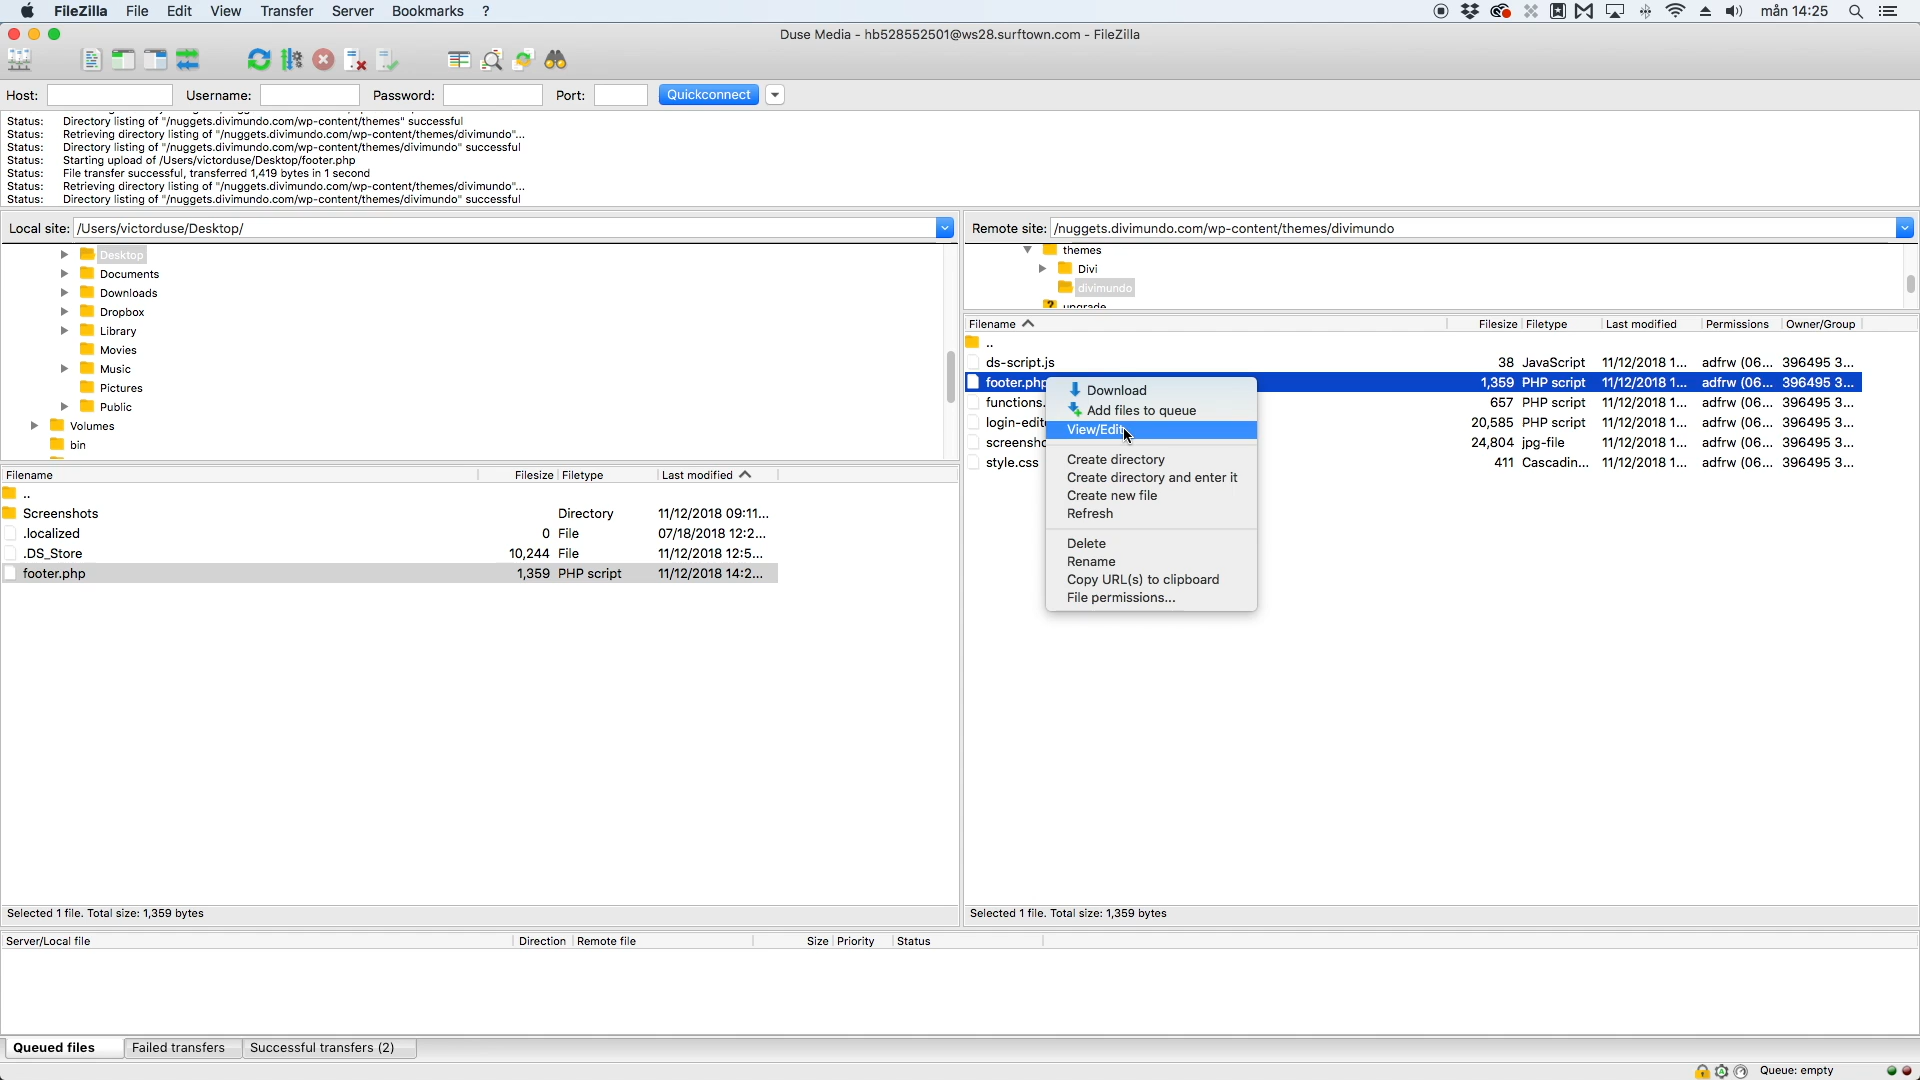 FileZilla File Edit View Transfer Server Bookmarks ? mån 14:25
Duse Media - hb528552501@ws28.surftown.com - FileZilla
Host: Username: Password: Port: Quickconnect
Status: Directory listing of "/nuggets.divimundo.com/wp-content/themes" successful
Status: Retrieving directory listing of "/nuggets.divimundo.com/wp-content/themes/divimundo"...
Status: Directory listing of "/nuggets.divimundo.com/wp-content/themes/divimundo" successful
Status: Starting upload of /Users/victorduse/Desktop/footer.php
Status: File transfer successful, transferred 1,419 bytes in 1 second
Status: Retrieving directory listing of "/nuggets.divimundo.com/wp-content/themes/divimundo"...
Status: Directory listing of "/nuggets.divimundo.com/wp-content/themes/divimundo" successful
Local site: /Users/victorduse/Desktop/
Desktop
Documents
Downloads
Dropbox
Library
Movies
Music
Pictures
Public
Volumes
bin
Filename Filesize Filetype Last modified
..
Screenshots Directory 11/12/2018 09:11...
.localized 0 File 07/18/2018 12:2...
.DS_Store 10,244 File 11/12/2018 12:5...
footer.php 1,359 PHP script 11/12/2018 14:2...
Selected 1 file. Total size: 1,359 bytes
Remote site: /nuggets.divimundo.com/wp-content/themes/divimundo
themes
Divi
divimundo
upgrade
Filename Filesize Filetype Last modified Permissions Owner/Group
..
ds-script.js 38 JavaScript 11/12/2018 1... adfrw (06... 396495 3...
footer.php 1,359 PHP script 11/12/2018 1... adfrw (06... 396495 3...
functions. 657 PHP script 11/12/2018 1... adfrw (06... 396495 3...
login-edit 20,585 PHP script 11/12/2018 1... adfrw (06... 396495 3...
screensho 24,804 jpg-file 11/12/2018 1... adfrw (06... 396495 3...
style.css 411 Cascadin... 11/12/2018 1... adfrw (06... 396495 3...
Download
Add files to queue
View/Edit
Create directory
Create directory and enter it
Create new file
Refresh
Delete
Rename
Copy URL(s) to clipboard
File permissions...
Selected 1 file. Total size: 1,359 bytes
Server/Local file Direction Remote file Size Priority Status
Queued files Failed transfers Successful transfers (2)
Queue: empty